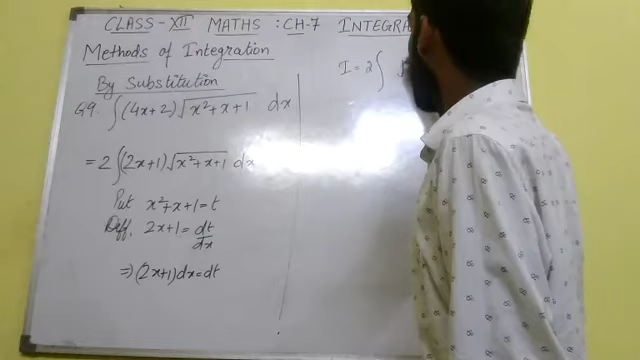 CLASS-XII MATHS : CH-7 INTEGRA
Methods of Integration
By Substitution
Q9. ∫(4x+2)√x²+x+1 dx
= 2∫(2x+1)√x²+x+1 dx
Put x²+x+1=t
Diff. 2x+1=dt/dx
⇒(2x+1)dx=dt
I=2∫